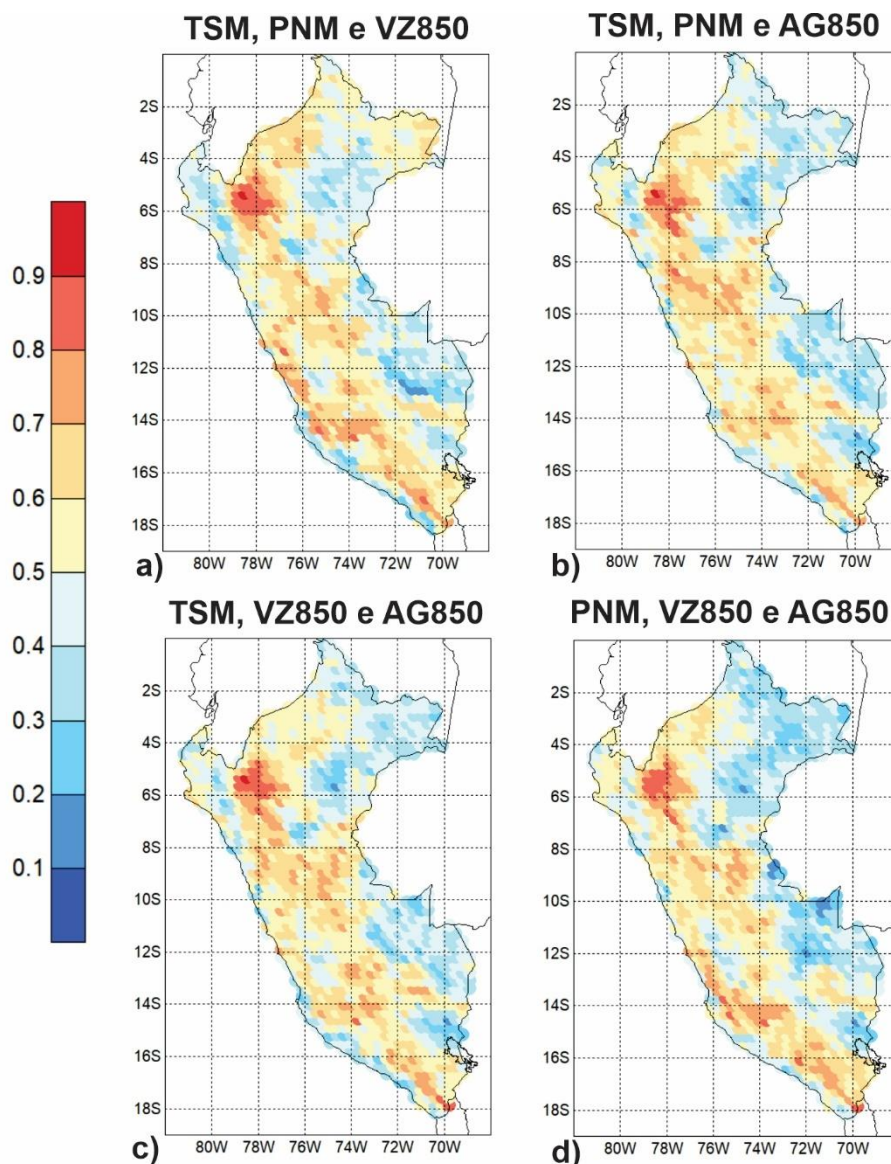 TSM, PNM e VZ850
TSM, PNM e AG850
0.9
0.8
0.7
0.6
0.5
0.4
0.3
0.2
0.1
2S
4S
6S
8S
10S
12S
14S
16S
18S
a)
80W 78W 76W 74W 72W 70W
2S
4S
6S
8S
10S
12S
14S
16S
18S
b)
80W 78W 76W 74W 72W 70W
TSM, VZ850 e AG850
PNM, VZ850 e AG850
2S
4S
6S
8S
10S
12S
14S
16S
18S
c)
80W 78W 76W 74W 72W 70W
2S
4S
6S
8S
10S
12S
14S
16S
18S
d)
80W 78W 76W 74W 72W 70W